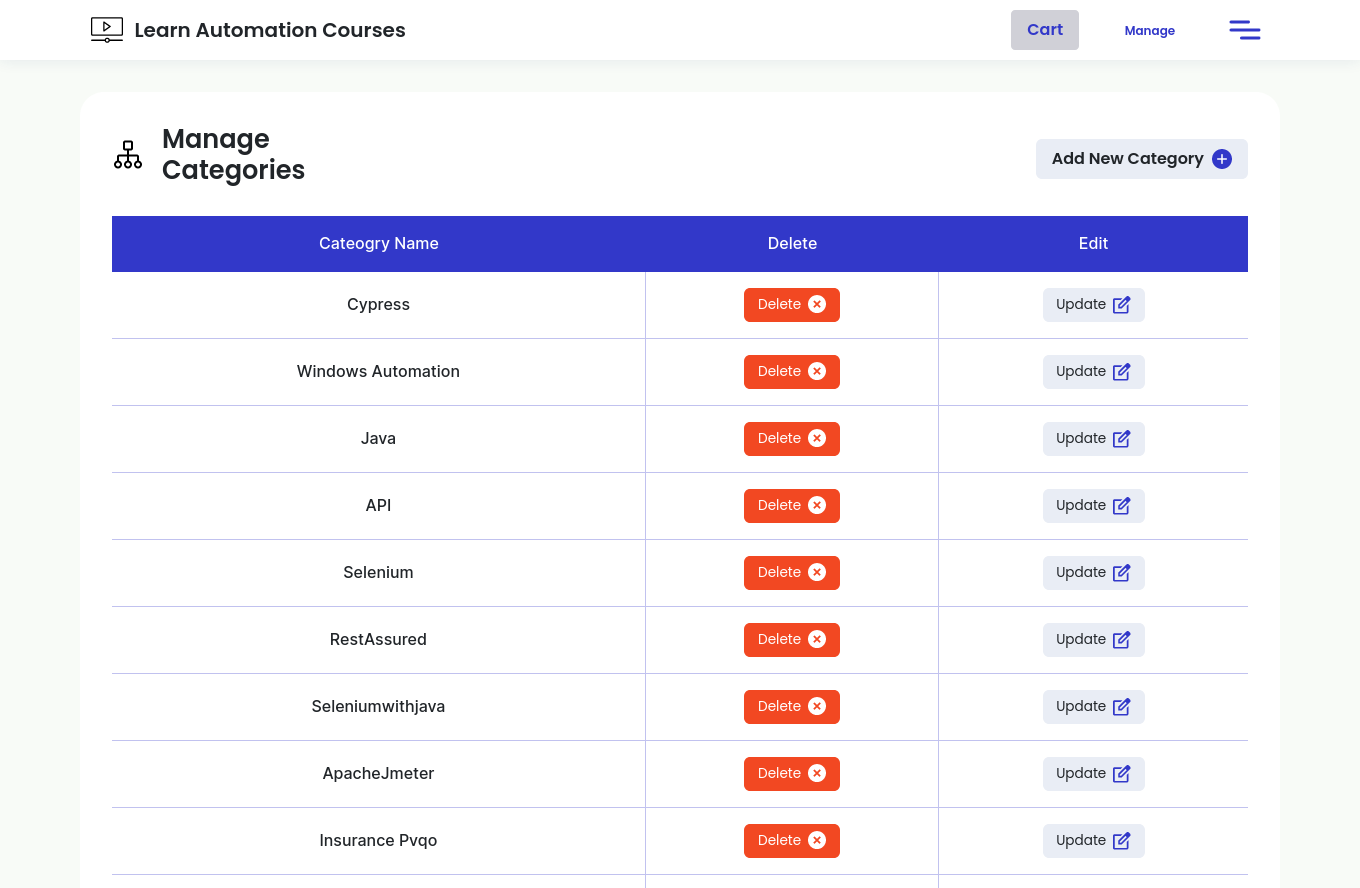 Learn Automation Courses
Cart
Manage
Manage
Categories
Add New Category
Cateogry Name Delete Edit
Cypress Delete Update
Windows Automation Delete Update
Java Delete Update
API Delete Update
Selenium Delete Update
RestAssured Delete Update
Seleniumwithjava Delete Update
ApacheJmeter Delete Update
Insurance Pvqo Delete Update